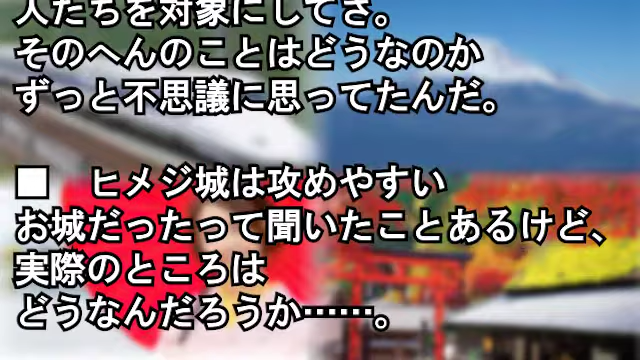 人たちを対象にしてさ。
そのへんのことはどうなのか
ずっと不思議に思ってたんだ。
■　ヒメジ城は攻めやすい
お城だったって聞いたことあるけど、
実際のところは
どうなんだろうか……。